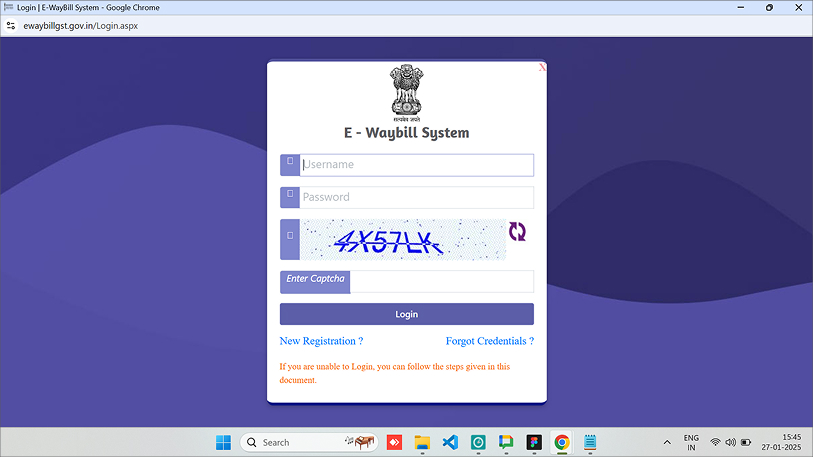 Login | E-WayBill System - Google Chrome
ewaybillgst.gov.in/Login.aspx
X
सत्यमेव जयते
E - Waybill System
Username
Password
4X57LK
Enter Captcha
Login
New Registration ? Forgot Credentials ?
If you are unable to Login, you can follow the steps given in this
document.
Search
ENG
IN
15:45
27-01-2025